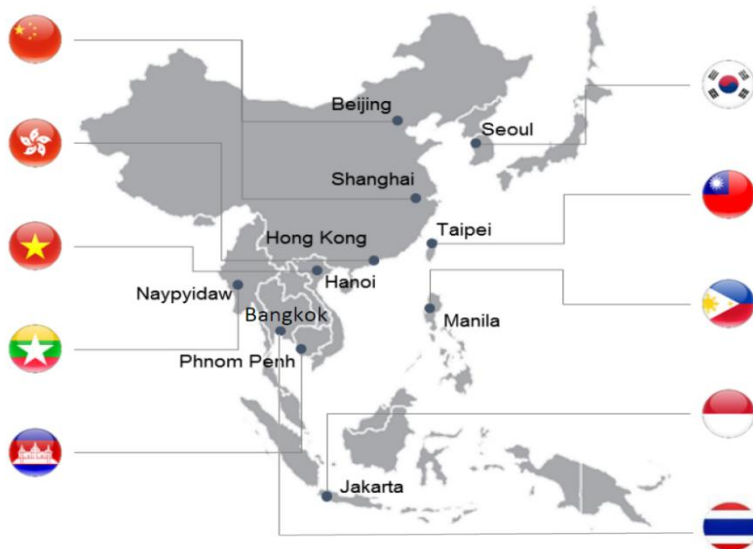 Beijing
Seoul
Shanghai
Taipei
Hong Kong
Hanoi
Naypyidaw
Bangkok
Manila
Phnom Penh
Jakarta